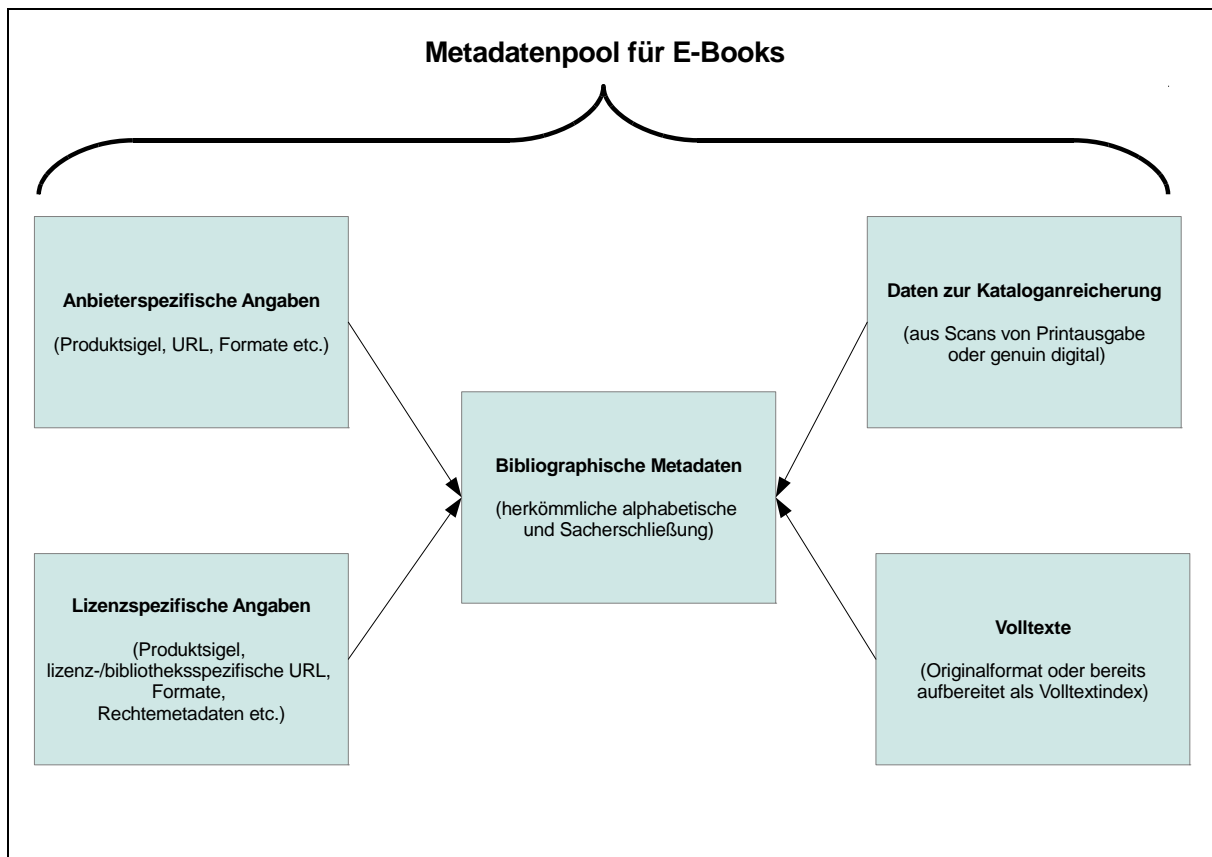 Metadatenpool für E-Books
Anbieterspezifische Angaben
(Produktsigel, URL, Formate etc.)
Daten zur Kataloganreicherung
(aus Scans von Printausgabe
oder genuin digital)
Bibliographische Metadaten
(herkömmliche alphabetische
und Sacherschließung)
Lizenzspezifische Angaben
(Produktsigel,
lizenz-/bibliotheksspezifische URL,
Formate,
Rechtemetadaten etc.)
Volltexte
(Originalformat oder bereits
aufbereitet als Volltextindex)